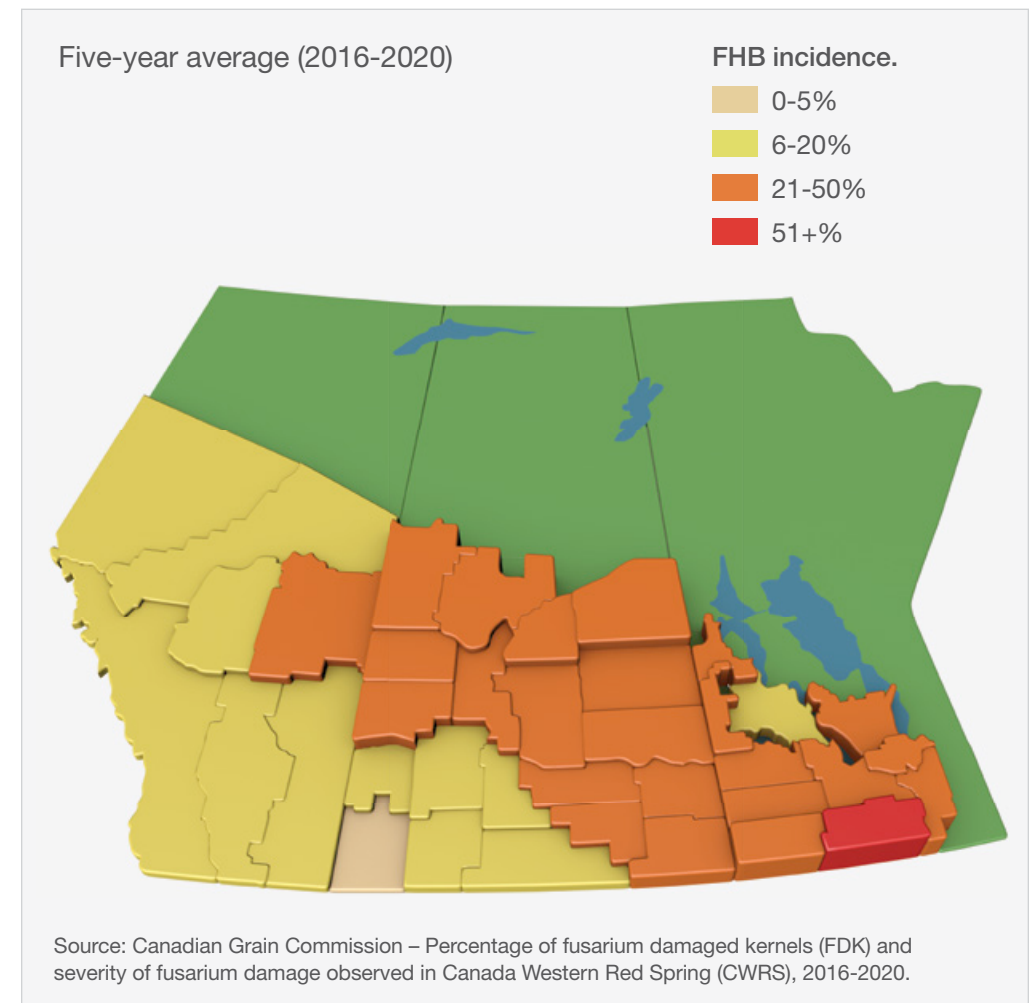 Five-year average (2016-2020)
FHB incidence.
0-5%
6-20%
21-50%
51+%
Source: Canadian Grain Commission – Percentage of fusarium damaged kernels (FDK) and
severity of fusarium damage observed in Canada Western Red Spring (CWRS), 2016-2020.